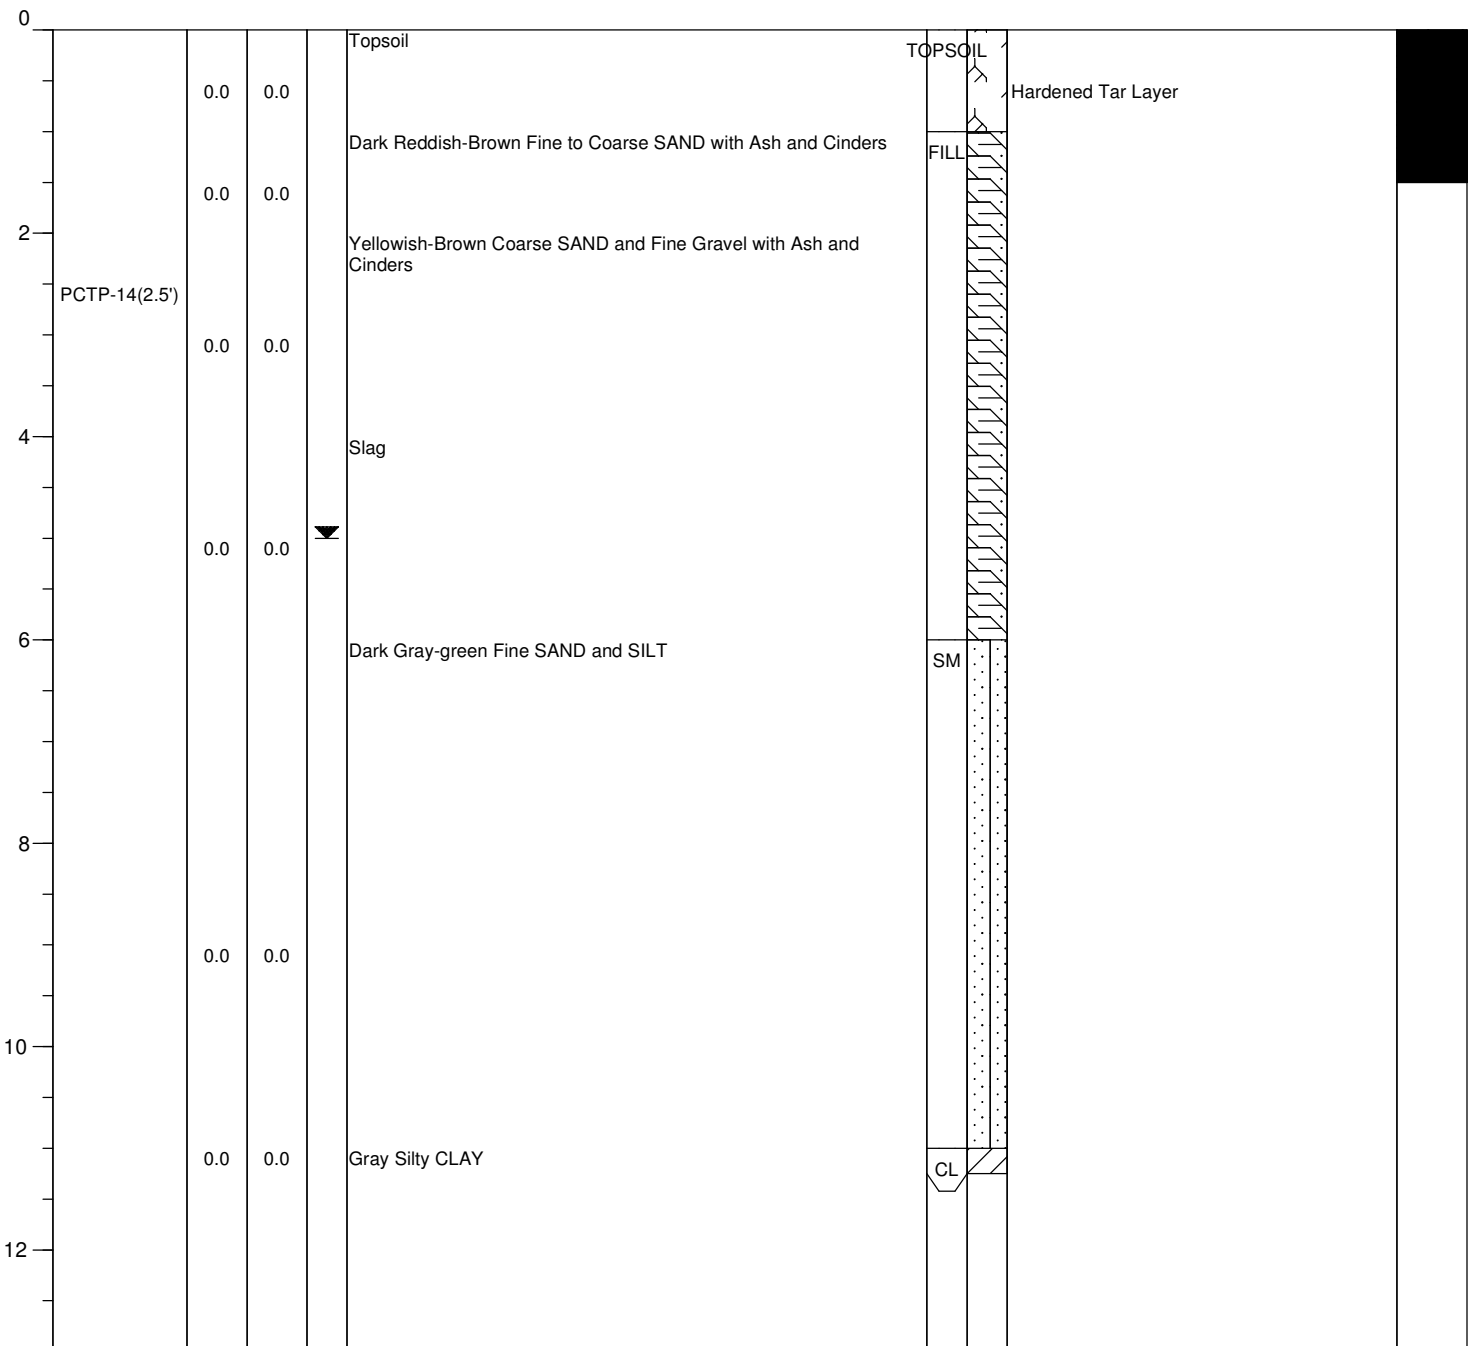 0
Topsoil
TOPSOIL
0.0 0.0 Hardened Tar Layer
Dark Reddish-Brown Fine to Coarse SAND with Ash and Cinders
FILL
0.0 0.0
2
Yellowish-Brown Coarse SAND and Fine Gravel with Ash and
Cinders
PCTP-14(2.5')
0.0 0.0
4
Slag
0.0 0.0
6
Dark Gray-green Fine SAND and SILT
SM
8
0.0 0.0
10
0.0 0.0 Gray Silty CLAY
CL
12